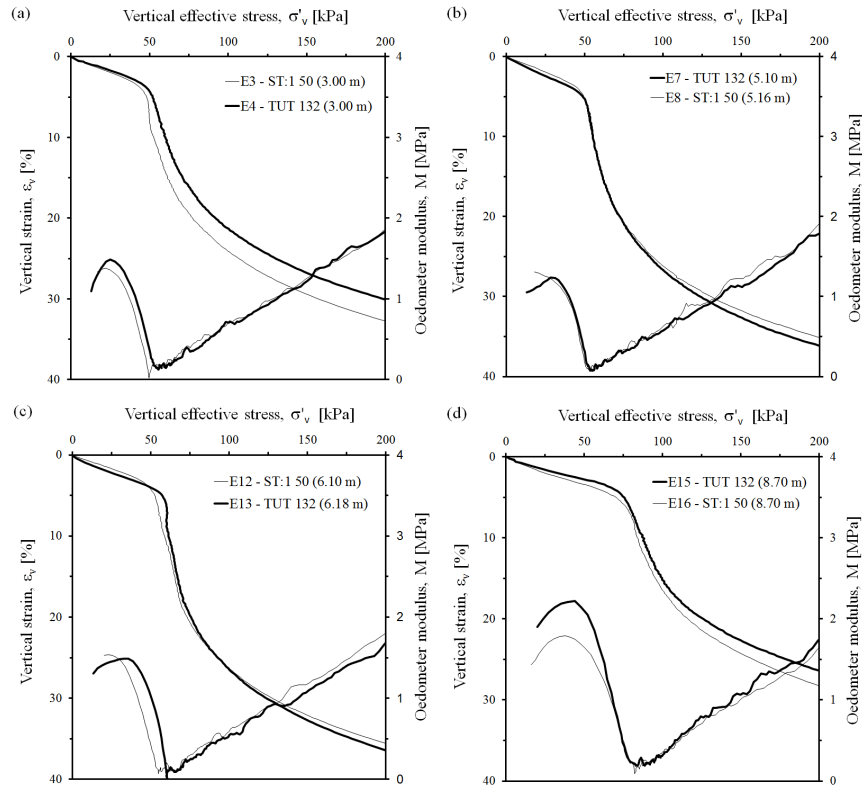 (a)
Vertical effective stress, σ'v [kPa]
0 50 100 150 200
0 10 20 30 40
Vertical strain, εv [%]
4 3 2 1 0
Oedometer modulus, M [MPa]
E3 - ST:1 50 (3.00 m)
E4 - TUT 132 (3.00 m)
(b)
Vertical effective stress, σ'v [kPa]
0 50 100 150 200
0 10 20 30 40
Vertical strain, εv [%]
4 3 2 1 0
Oedometer modulus, M [MPa]
E7 - TUT 132 (5.10 m)
E8 - ST:1 50 (5.16 m)
(c)
Vertical effective stress, σ'v [kPa]
0 50 100 150 200
0 10 20 30 40
Vertical strain, εv [%]
4 3 2 1 0
Oedometer modulus, M [MPa]
E12 - ST:1 50 (6.10 m)
E13 - TUT 132 (6.18 m)
(d)
Vertical effective stress, σ'v [kPa]
0 50 100 150 200
0 10 20 30 40
Vertical strain, εv [%]
4 3 2 1 0
Oedometer modulus, M [MPa]
E15 - TUT 132 (8.70 m)
E16 - ST:1 50 (8.70 m)